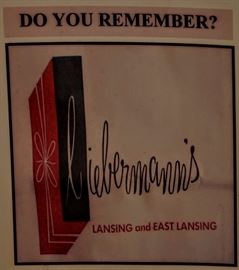 DO YOU REMEMBER?
Liebermann's
LANSING and EAST LANSING